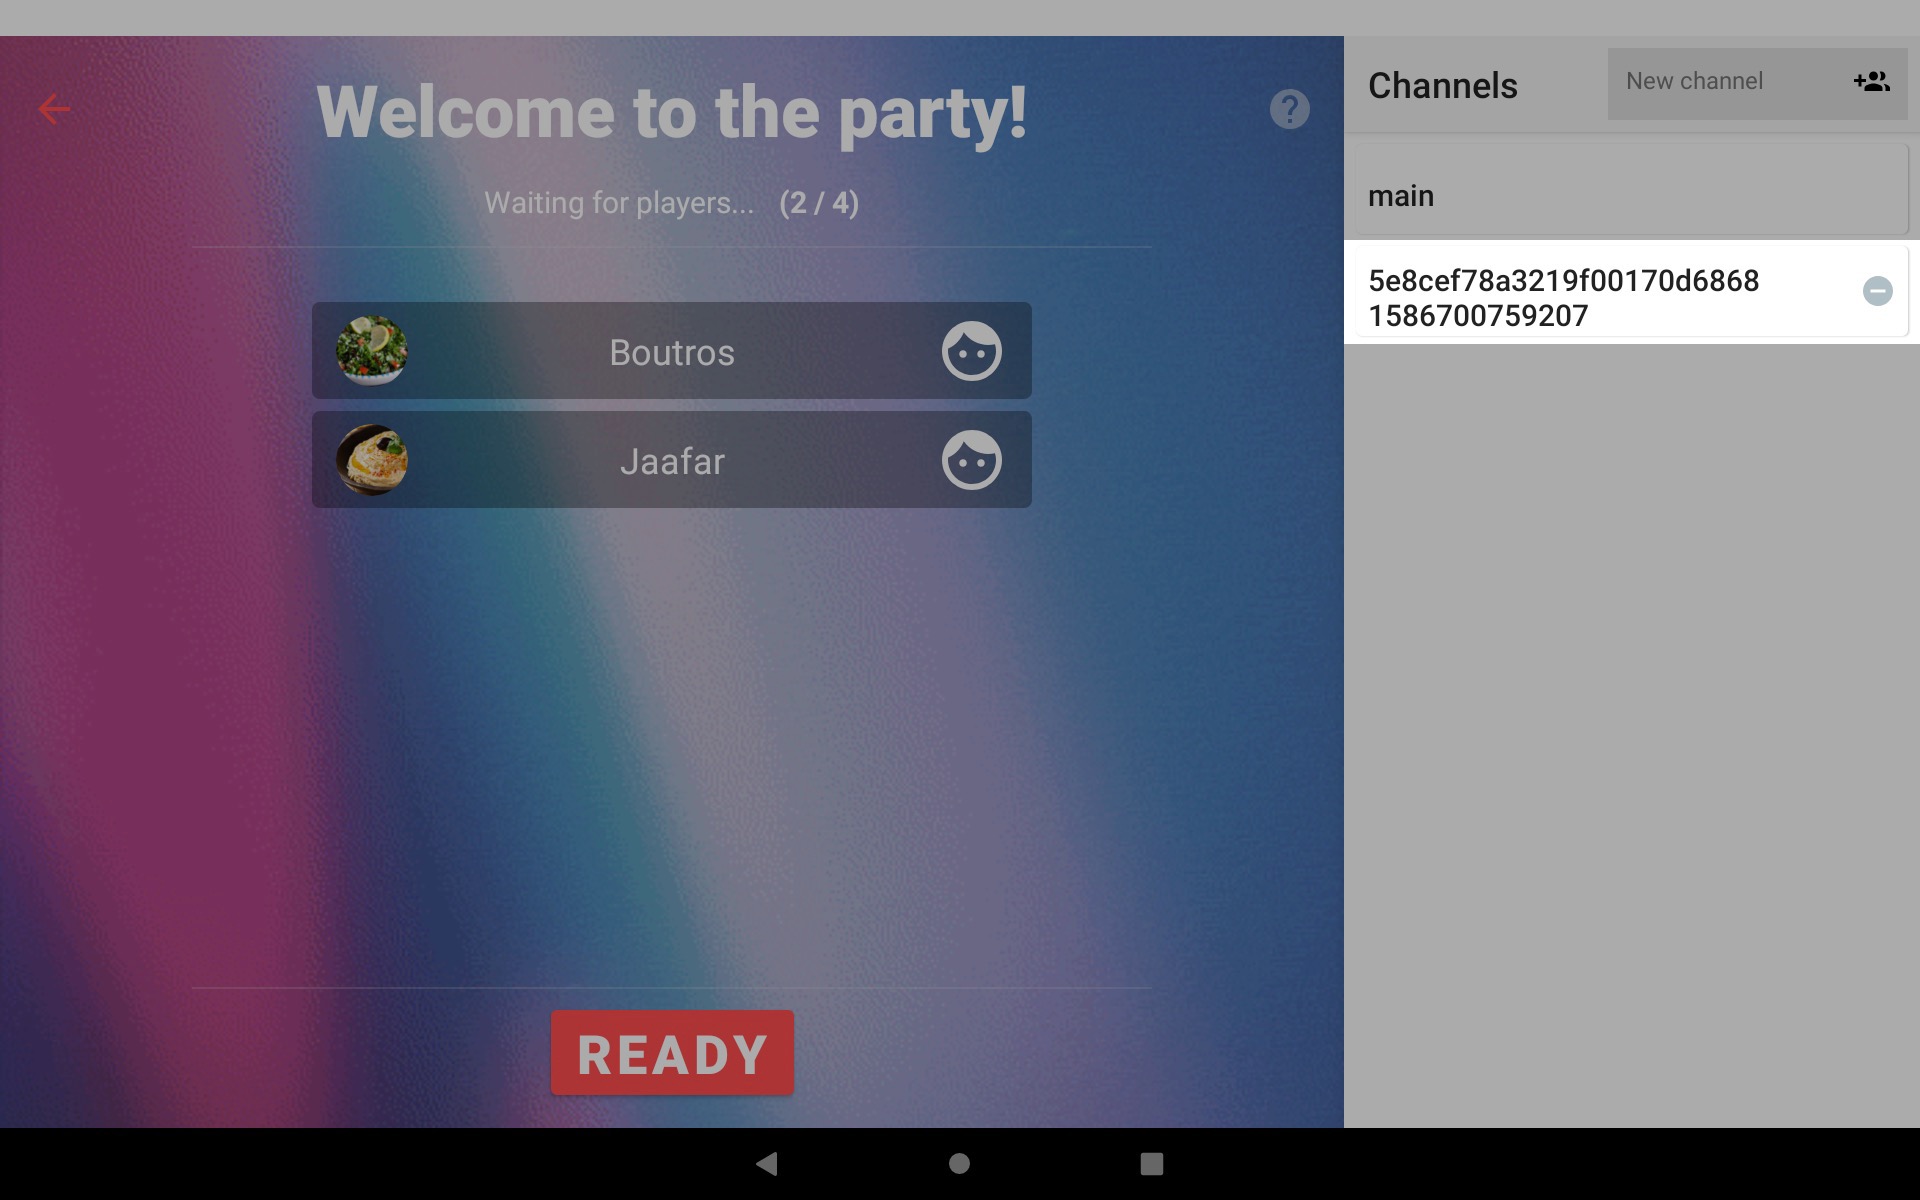 Welcome to the party!
Waiting for players... (2 / 4)
Boutros
Jaafar
READY
Channels
New channel
main
5e8cef78a3219f00170d6868
1586700759207